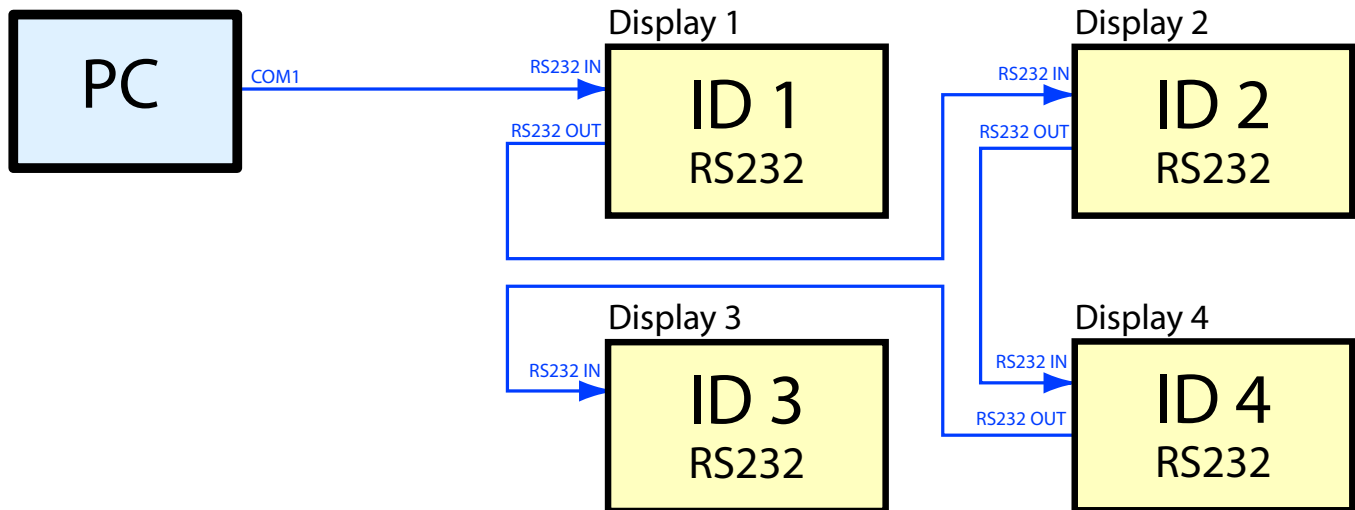 Display 1
Display 2
PC
COM1
RS232 IN
RS232 OUT
ID 1
RS232
RS232 IN
RS232 OUT
ID 2
RS232
Display 3
Display 4
RS232 IN
ID 3
RS232
RS232 IN
RS232 OUT
ID 4
RS232